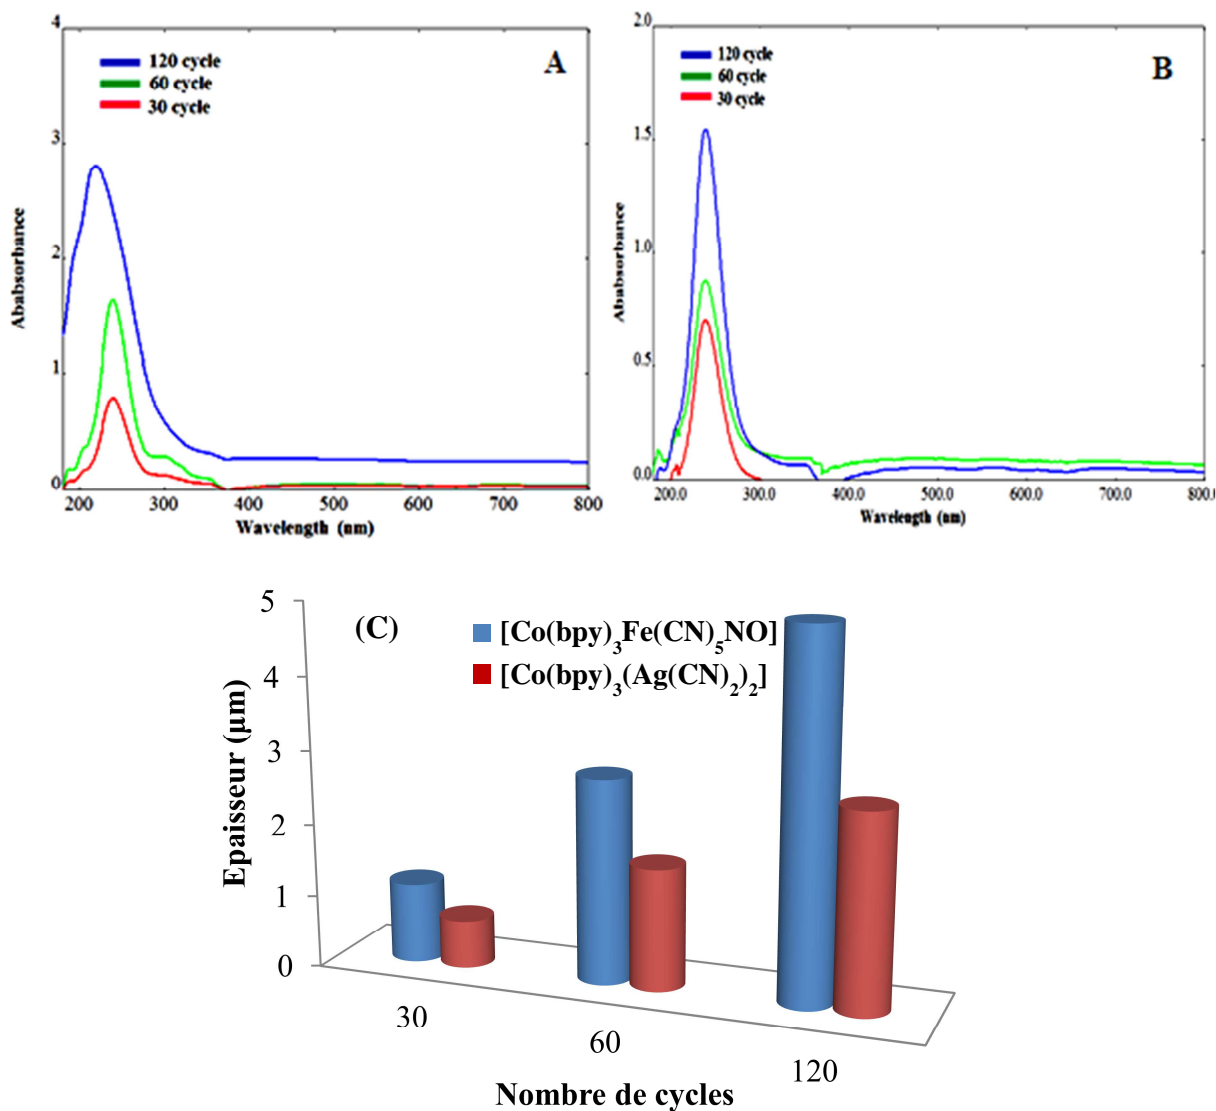 4
3
2
1
0
120 cycle
60 cycle
30 cycle
A
Ababsorbance
200 300 400 500 600 700 800
Wavelength (nm)
2.0
1.5
1.0
0.5
0.0
120 cycle
60 cycle
30 cycle
B
Ababsorbance
200.0 300.0 400.0 500.0 600.0 700.0 800.
Wavelength (nm)
5
4
3
2
1
0
(C)
[Co(bpy)3Fe(CN)5NO]
[Co(bpy)3(Ag(CN)2)2]
Epaisseur (µm)
30
60
120
Nombre de cycles